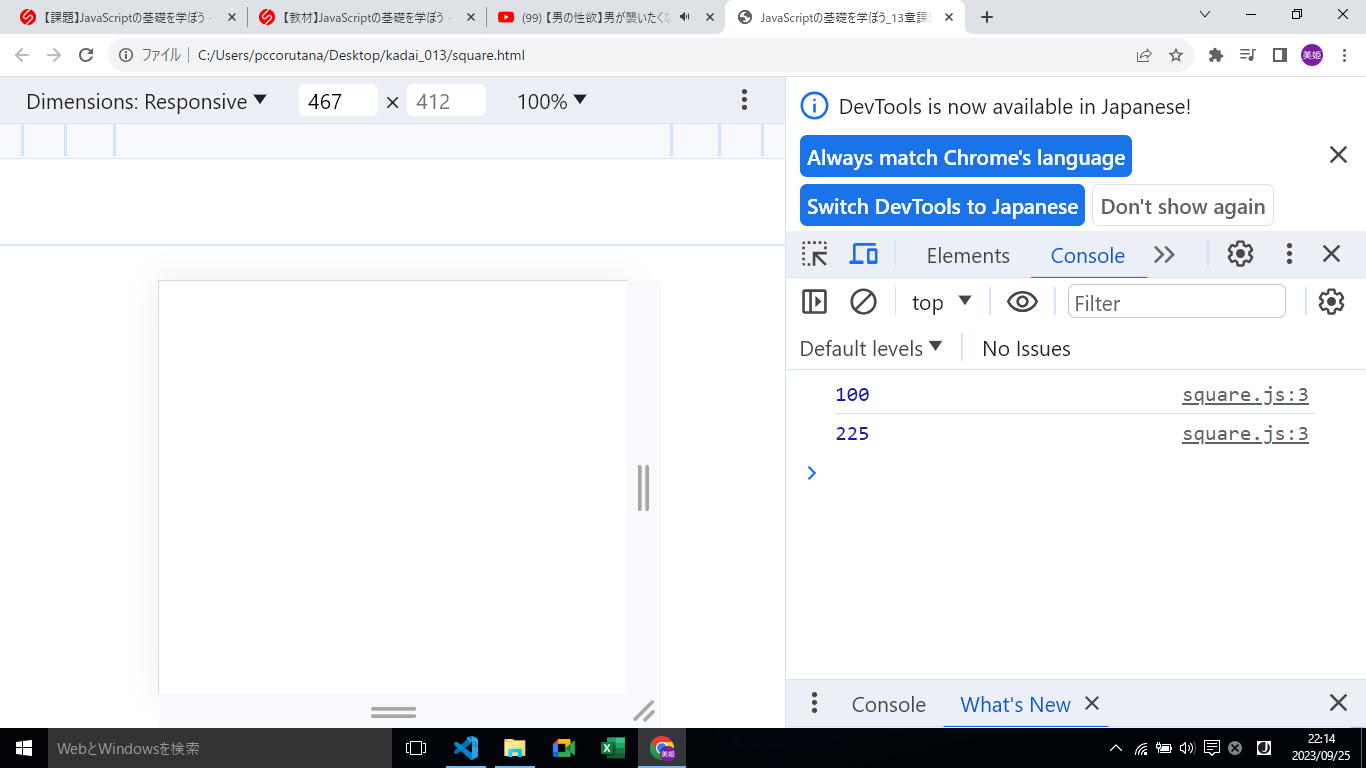 【課題】JavaScriptの基礎を学ぼう -
【教材】JavaScriptの基礎を学ぼう -
(99) 【男の性欲】男が襲いたくな
JavaScriptの基礎を学ぼう_13章課
ファイル
C:/Users/pccorutana/Desktop/kadai_013/square.html
美姫
Dimensions: Responsive 467 × 412 100%
DevTools is now available in Japanese!
Always match Chrome's language
Switch DevTools to Japanese
Don't show again
Elements
Console
top
Filter
Default levels
No Issues
100 square.js:3
225 square.js:3
Console
What's New
WebとWindowsを検索
美姫
22:14
2023/09/25